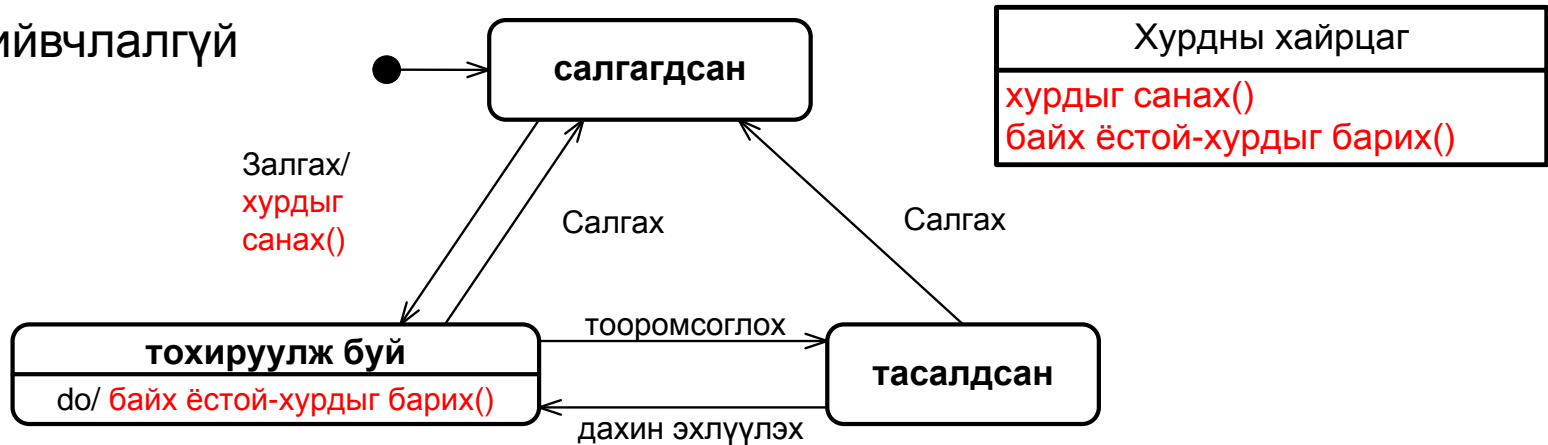 ийвчлалгүй
салгагдсан
Хурдны хайрцаг
хурдыг санах()
байх ёстой-хурдыг барих()
Залгах/
хурдыг
санах()
Салгах
Салгах
тооромсоглох
тохируулж буй
do/ байх ёстой-хурдыг барих()
тасалдсан
дахин эхлүүлэх